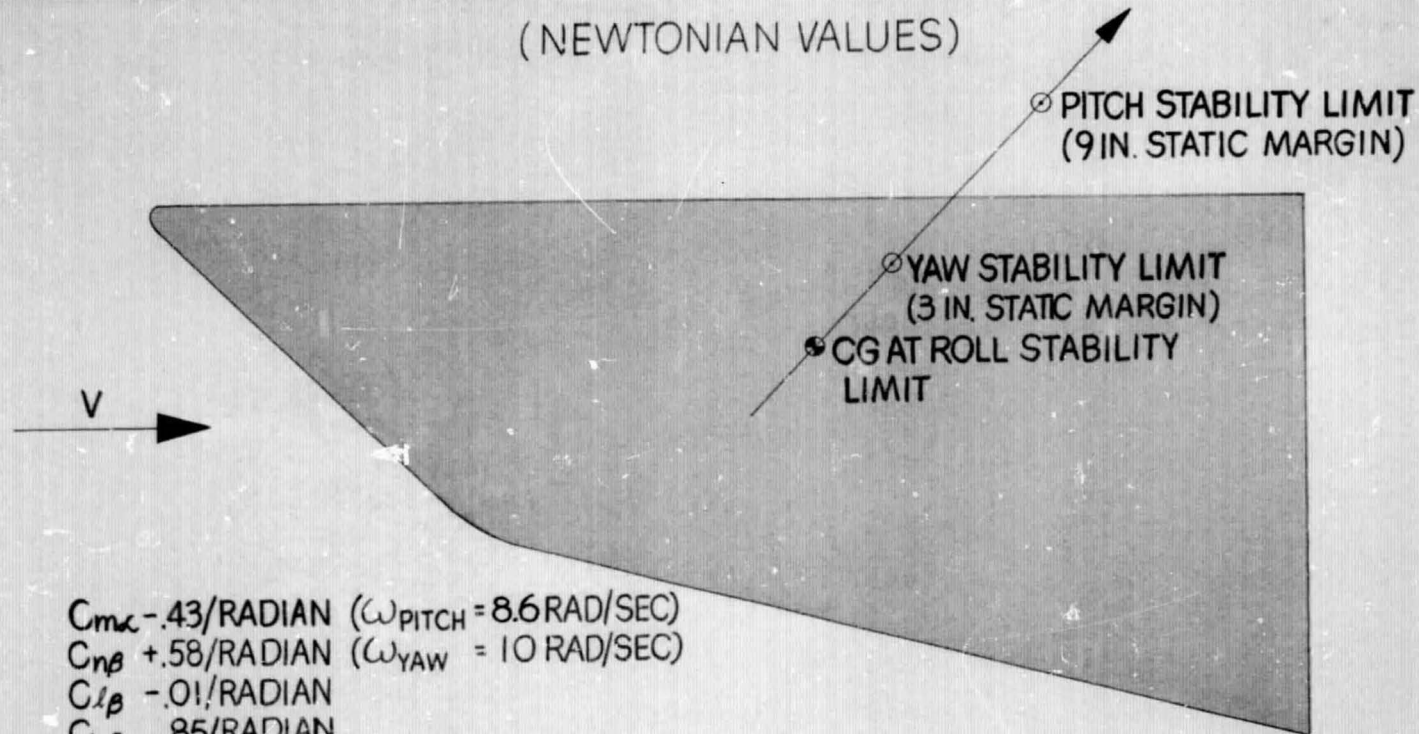 (NEWTONIAN VALUES)
PITCH STABILITY LIMIT
(9 IN. STATIC MARGIN)
YAW STABILITY LIMIT
(3 IN. STATIC MARGIN)
CG AT ROLL STABILITY
LIMIT
V
Cmα -.43/RADIAN (ωPITCH = 8.6 RAD/SEC)
Cnβ +.58/RADIAN (ωYAW = 10 RAD/SEC)
Clβ -.01/RADIAN
.85/RADIAN